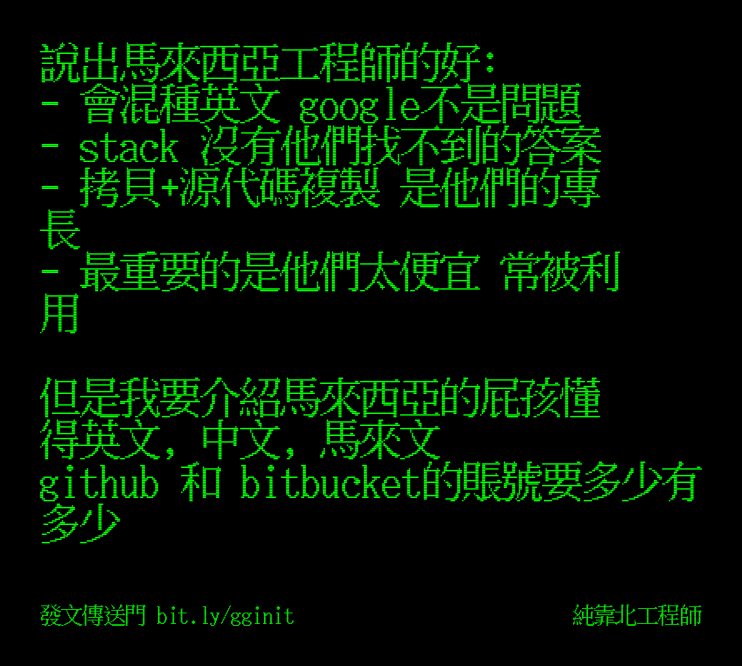 說出馬來西亞工程師的好:
- 會混種英文 google不是問題
- stack 沒有他們找不到的答案
- 拷貝+源代碼複製 是他們的專
長
- 最重要的是他們太便宜 常被利
用
但是我要介紹馬來西亞的屁孩懂
得英文, 中文, 馬來文
github 和 bitbucket的賬號要多少有
多少
發文傳送門 bit.ly/gginit
純靠北工程師